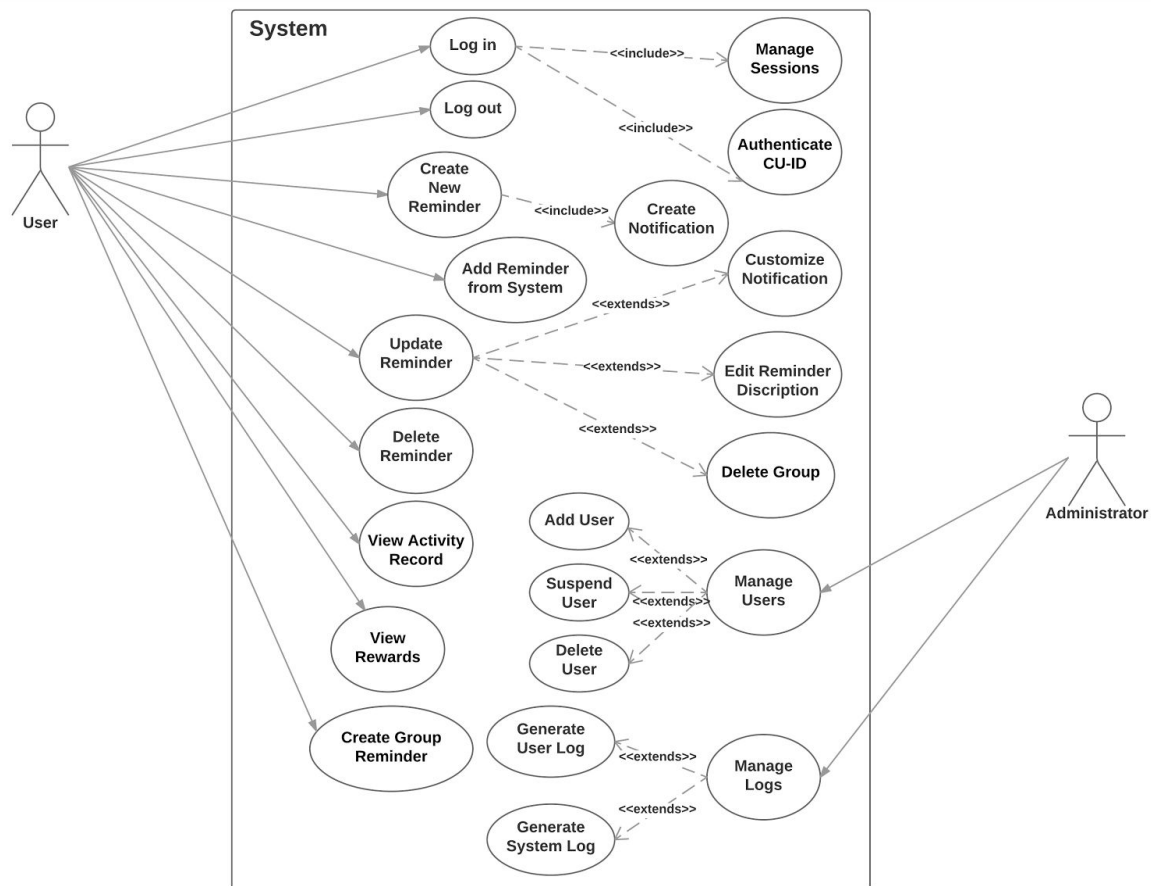 System
Log in
<<include>>
Manage
Sessions
Log out
<<include>>
Authenticate
CU-ID
User
Create
New
Reminder
<<include>>
Create
Notification
Add Reminder
from System
Customize
Notification
<<extends>>
Update
Reminder
<<extends>>
Edit Reminder
Discription
<<extends>>
Delete
Reminder
Delete Group
Administrator
View Activity
Record
Add User
<<extends>>
Suspend
User
<<extends>>
Manage
Users
<<extends>>
Delete
User
View
Rewards
Create Group
Reminder
Generate
User Log
<<extends>>
Manage
Logs
<<extends>>
Generate
System Log